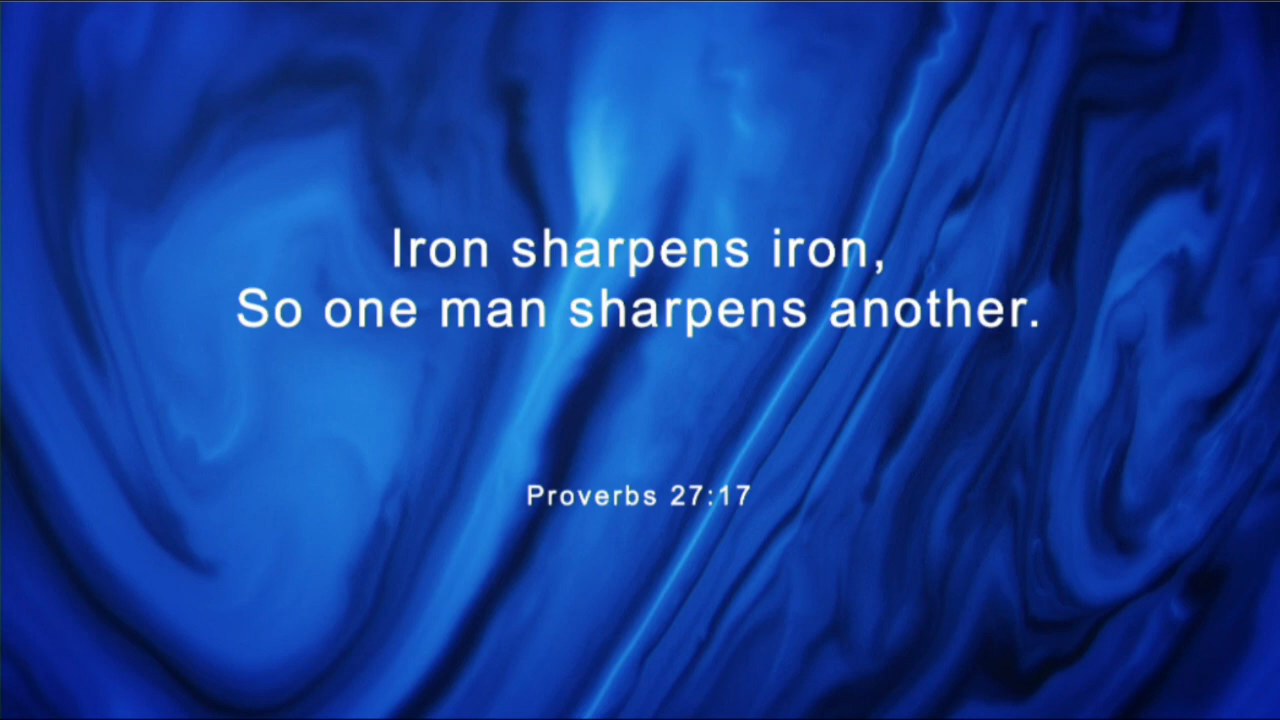 Iron sharpens iron,
So one man sharpens another.
Proverbs 27:17